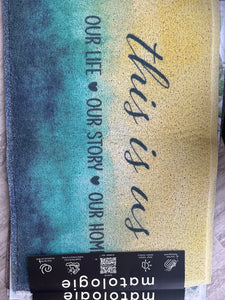 this is us
OUR LIFE ♥ OUR STORY ♥ OUR HOM
matologie
matologie